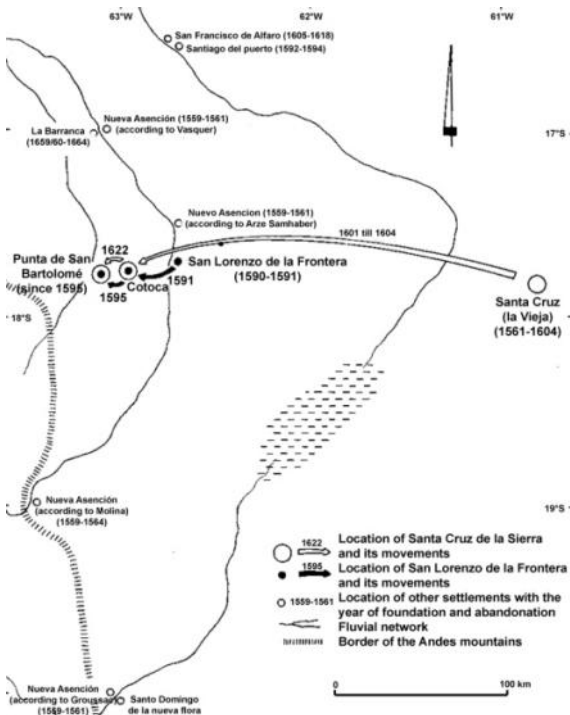 63°W
62°W
61°W
San Francisco de Alfaro (1605-1618)
Santiago del puerto (1592-1594)
Nueva Asención (1559-1561)
(according to Vasquer)
La Barranca
(1659/60-1664)
17°S
Nuevo Asencion (1559-1561)
(according to Arze Samhaber)
1601 till 1604
Punta de San
Bartolomé
(since 1595)
1622
1595
Cotoca
1591
San Lorenzo de la Frontera
(1590-1591)
Santa Cruz
(la Vieja)
(1561-1604)
18°S
Nueva Asención
(according to Molina)
(1559-1564)
19°S
1622
Location of Santa Cruz de la Sierra
and its movements
1595
Location of San Lorenzo de la Frontera
and its movements
1559-1561
Location of other settlements with the
year of foundation and abandonation
Fluvial network
Border of the Andes mountains
Nueva Asención
(according to Groussac)
(1559-1561)
Santo Domingo
de la nueva flora
0
100 km